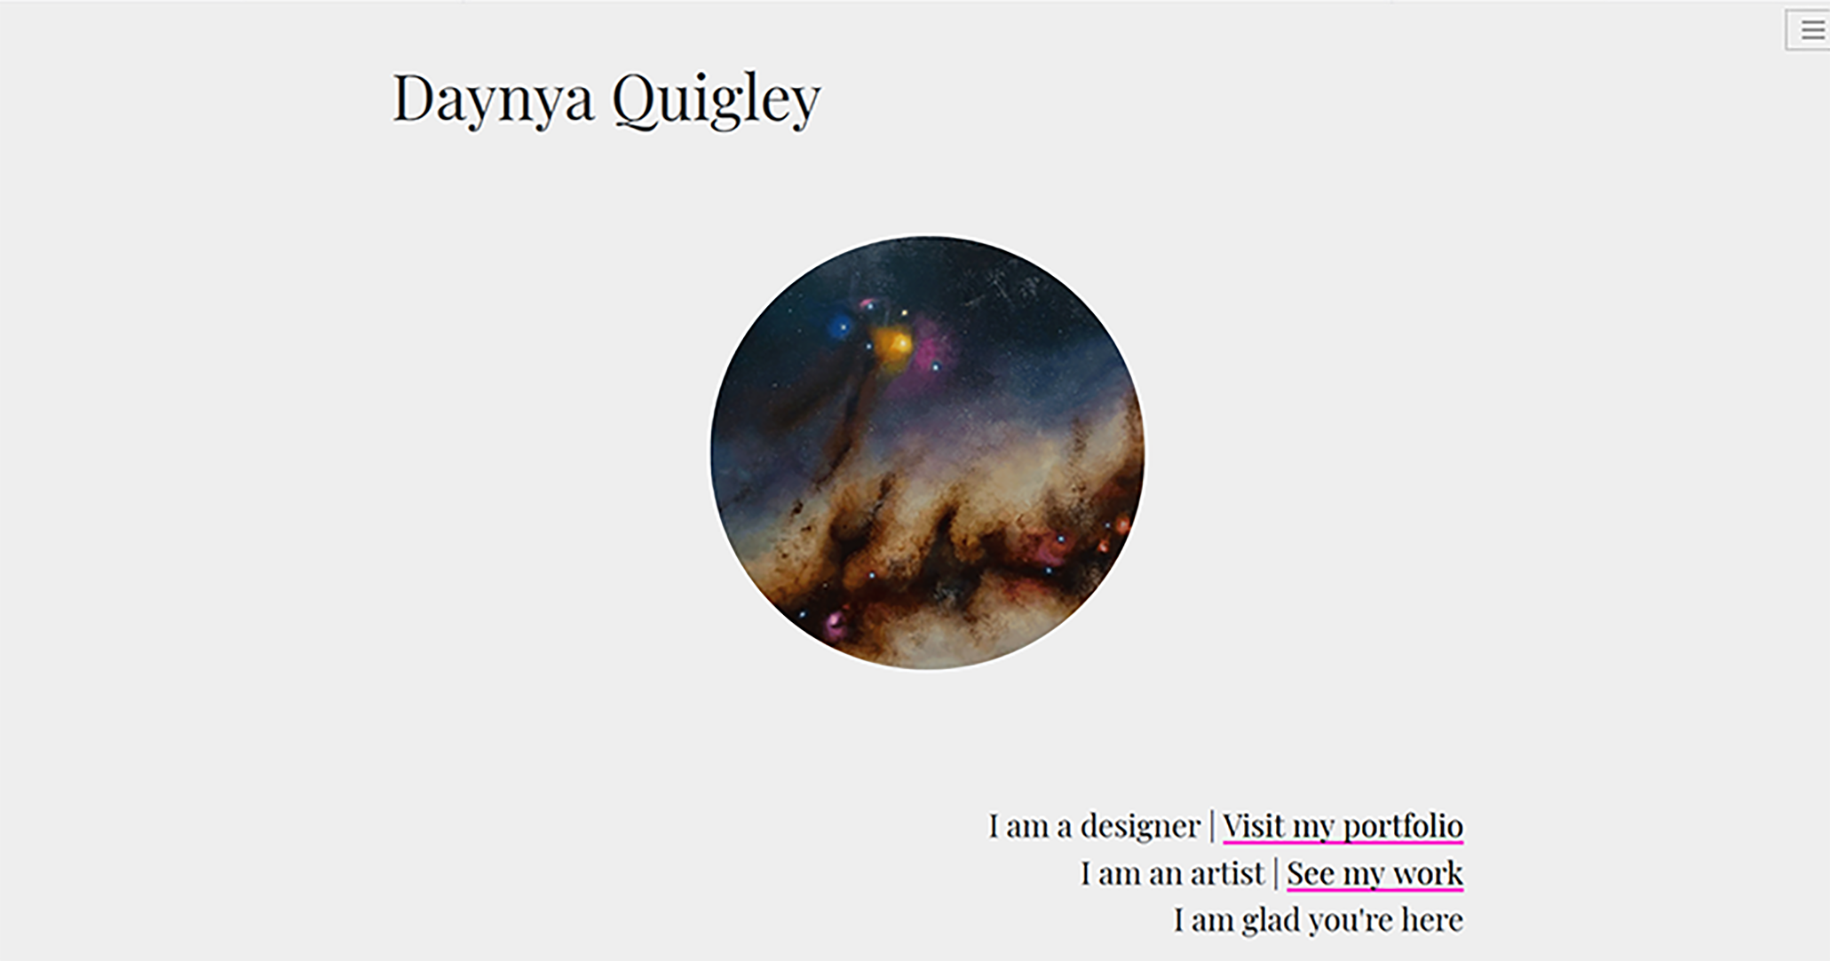 Daynya Quigley
I am a designer | Visit my portfolio
I am an artist | See my work
I am glad you're here